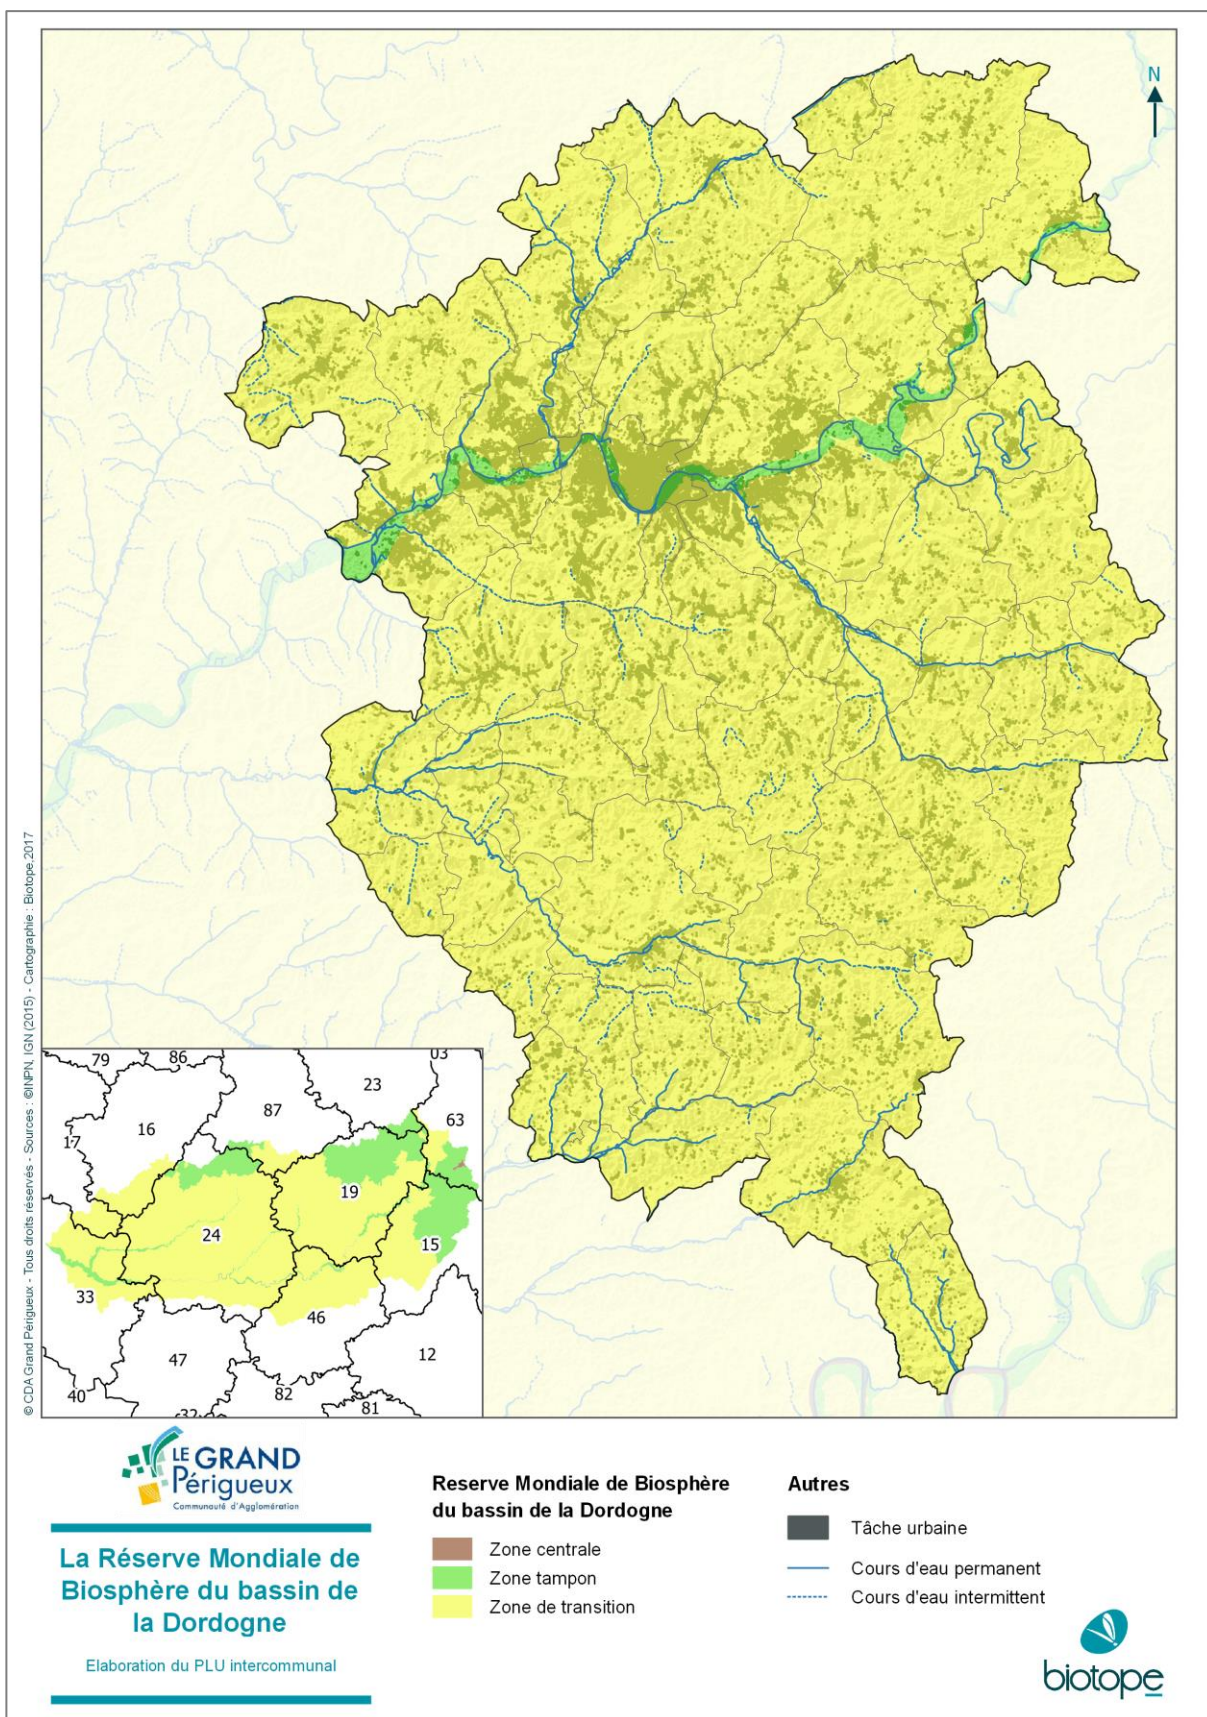 N
© CDA Grand Périgueux - Tous droits réservés - Sources : ©INPN, IGN (2015) - Cartographie : Biotope,2017
79
86
03
23
87
63
16
17
19
24
15
33
46
47
12
40
82
32
81
LE GRAND
Périgueux
Communauté d'Agglomération
La Réserve Mondiale de
Biosphère du bassin de
la Dordogne
Elaboration du PLU intercommunal
Reserve Mondiale de Biosphère
du bassin de la Dordogne
Zone centrale
Zone tampon
Zone de transition
Autres
Tâche urbaine
Cours d'eau permanent
Cours d'eau intermittent
biotope